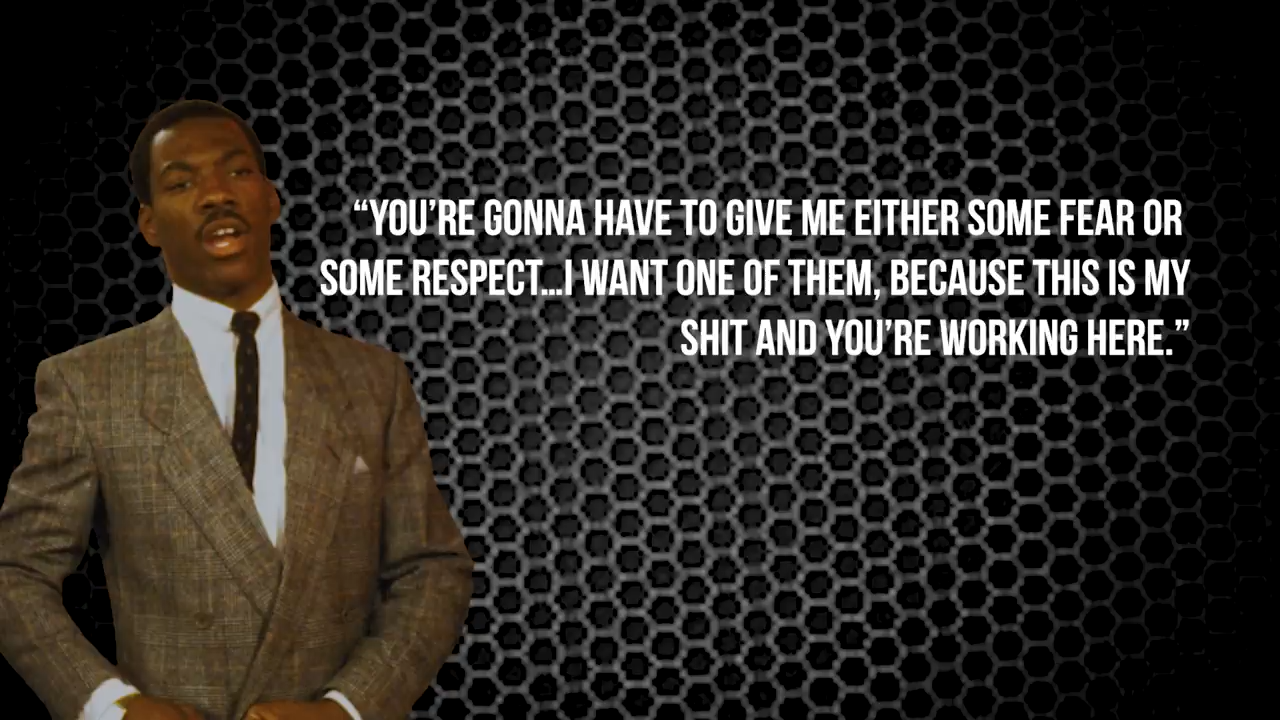 “YOU’RE GONNA HAVE TO GIVE ME EITHER SOME FEAR OR
SOME RESPECT...I WANT ONE OF THEM, BECAUSE THIS IS MY
SHIT AND YOU’RE WORKING HERE.”